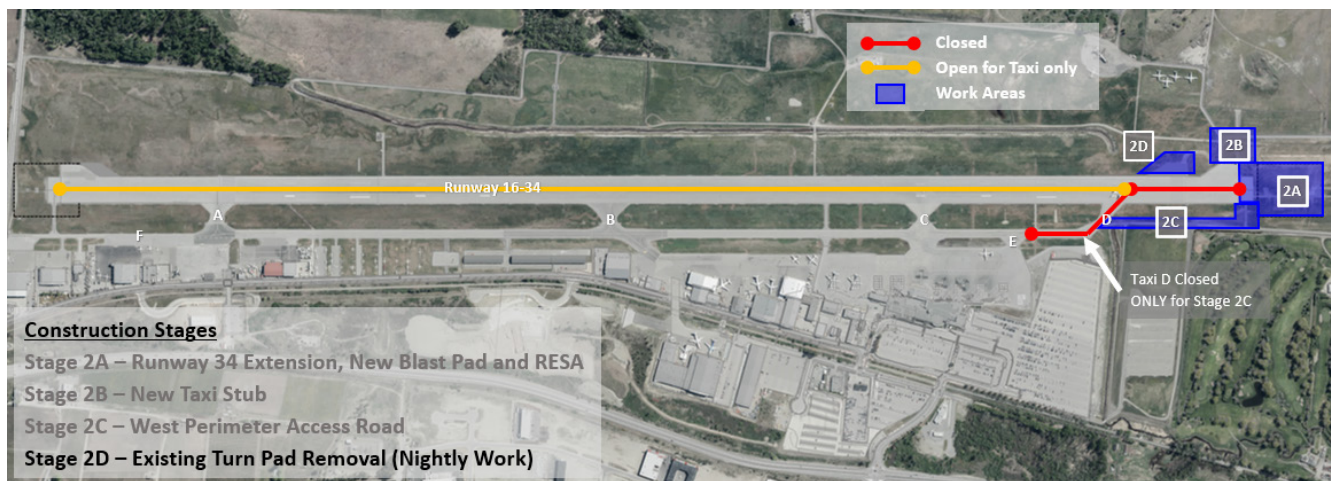 Closed
Open for Taxi only
Work Areas
2D
2B
Runway 16-34
2A
A
B
C
D
2C
F
E
Taxi D Closed
ONLY for Stage 2C
Construction Stages
Stage 2A – Runway 34 Extension, New Blast Pad and RESA
Stage 2B – New Taxi Stub
Stage 2C – West Perimeter Access Road
Stage 2D – Existing Turn Pad Removal (Nightly Work)